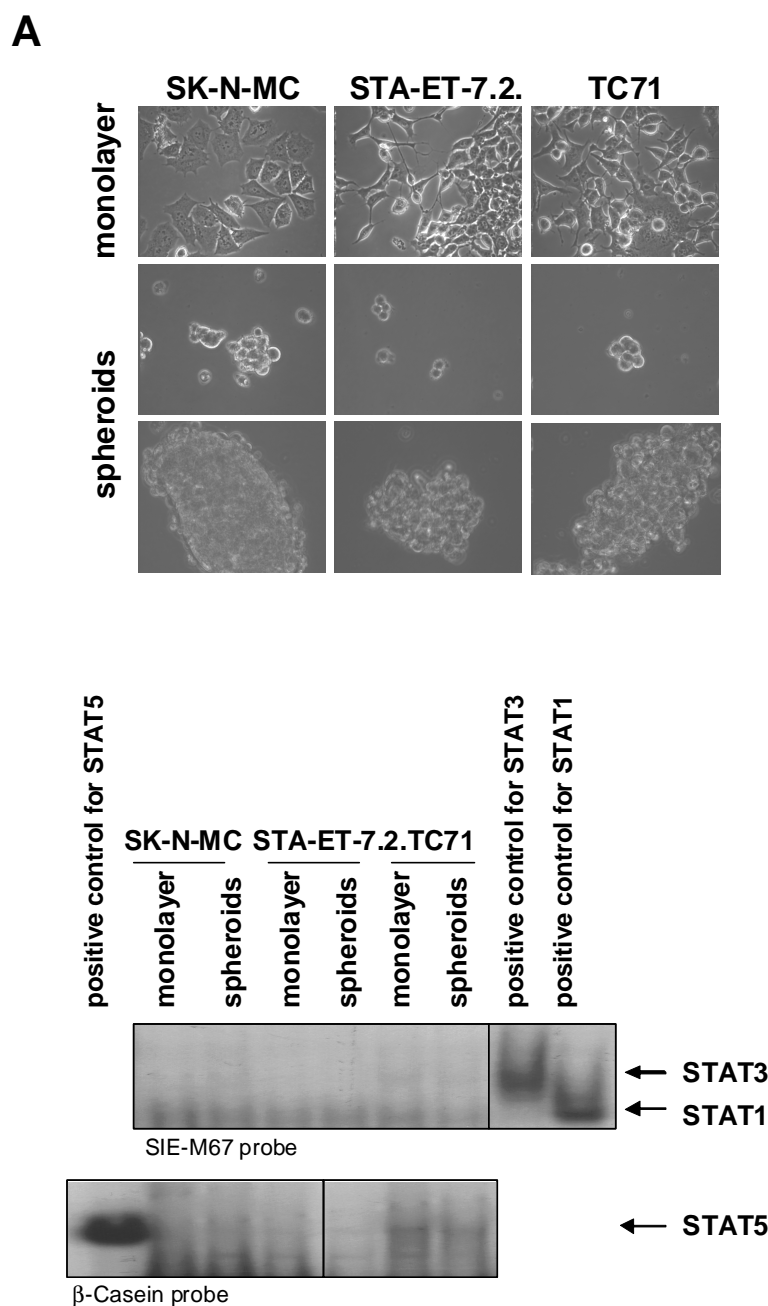 A
SK-N-MC STA-ET-7.2. TC71
monolayer
spheroids
positive control for STAT5
SK-N-MC STA-ET-7.2. TC71
monolayer
spheroids
monolayer
spheroids
monolayer
spheroids
positive control for STAT3
positive control for STAT1
STAT3
STAT1
SIE-M67 probe
STAT5
β-Casein probe